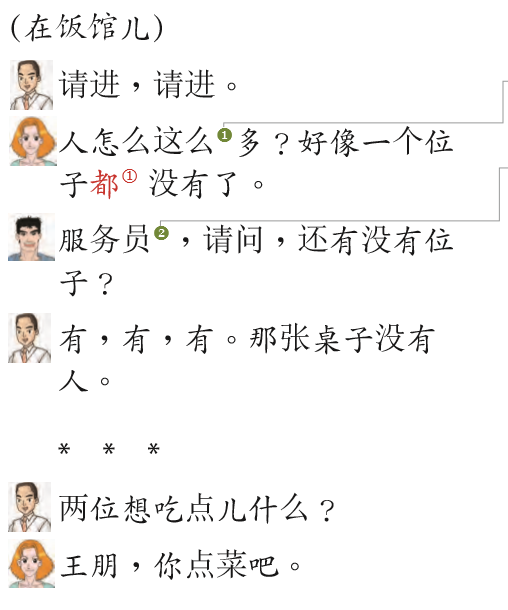 (在饭馆儿)
请进，请进。
人怎么这么❶多？好像一个位
子都① 没有了。
服务员❷，请问，还有没有位
子？
有，有，有。那张桌子没有
人。
* * *
两位想吃点儿什么？
王朋，你点菜吧。